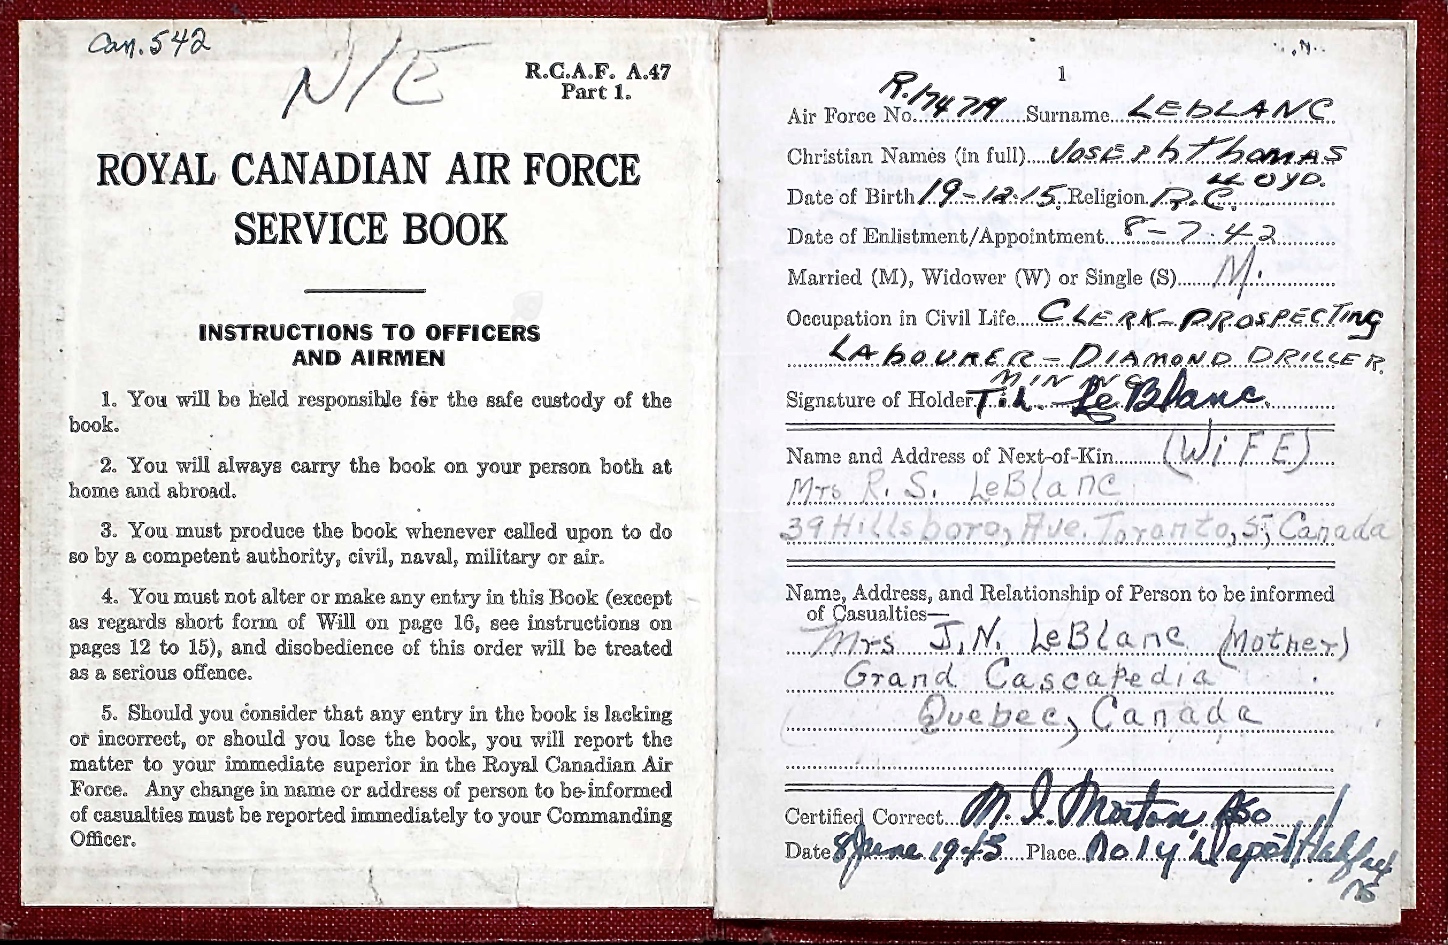 Can. 542
N/E
R.C.A.F. A.47
Part 1.
ROYAL CANADIAN AIR FORCE
SERVICE BOOK
INSTRUCTIONS TO OFFICERS
AND AIRMEN
1. You will be held responsible for the safe custody of the
book.
2. You will always carry the book on your person both at
home and abroad.
3. You must produce the book whenever called upon to do
so by a competent authority, civil, naval, military or air.
4. You must not alter or make any entry in this Book (except
as regards short form of Will on page 16, see instructions on
pages 12 to 15), and disobedience of this order will be treated
as a serious offence.
5. Should you consider that any entry in the book is lacking
or incorrect, or should you lose the book, you will report the
matter to your immediate superior in the Royal Canadian Air
Force. Any change in name or address of person to be informed
of casualties must be reported immediately to your Commanding
Officer.
1
Air Force No. R.174719 Surname LEbLANC
Christian Names (in full) JOSEPh ThOMAS
LLOYD.
Date of Birth 19-12-15. Religion R.C.
Date of Enlistment/Appointment 8-7-42
Married (M), Widower (W) or Single (S) M.
Occupation in Civil Life CLERK-PROSPECTING
LAbOURER-DIAMOND DRILLER.
MINING
Signature of Holder T.L. LeBlanc.
Name and Address of Next-of-Kin (WiFE)
Mrs R. S. LeBlanc
39 Hillsboro, Ave. Toronto, 5, Canada
Name, Address, and Relationship of Person to be informed
of Casualties—
Mrs J.N. LeBlanc (Mother)
Grand Cascapedia
Quebec, Canada
Certified Correct M. I. Morton
Date 8 June 1945 Place No 1 "Y" Depot Halifax
NS